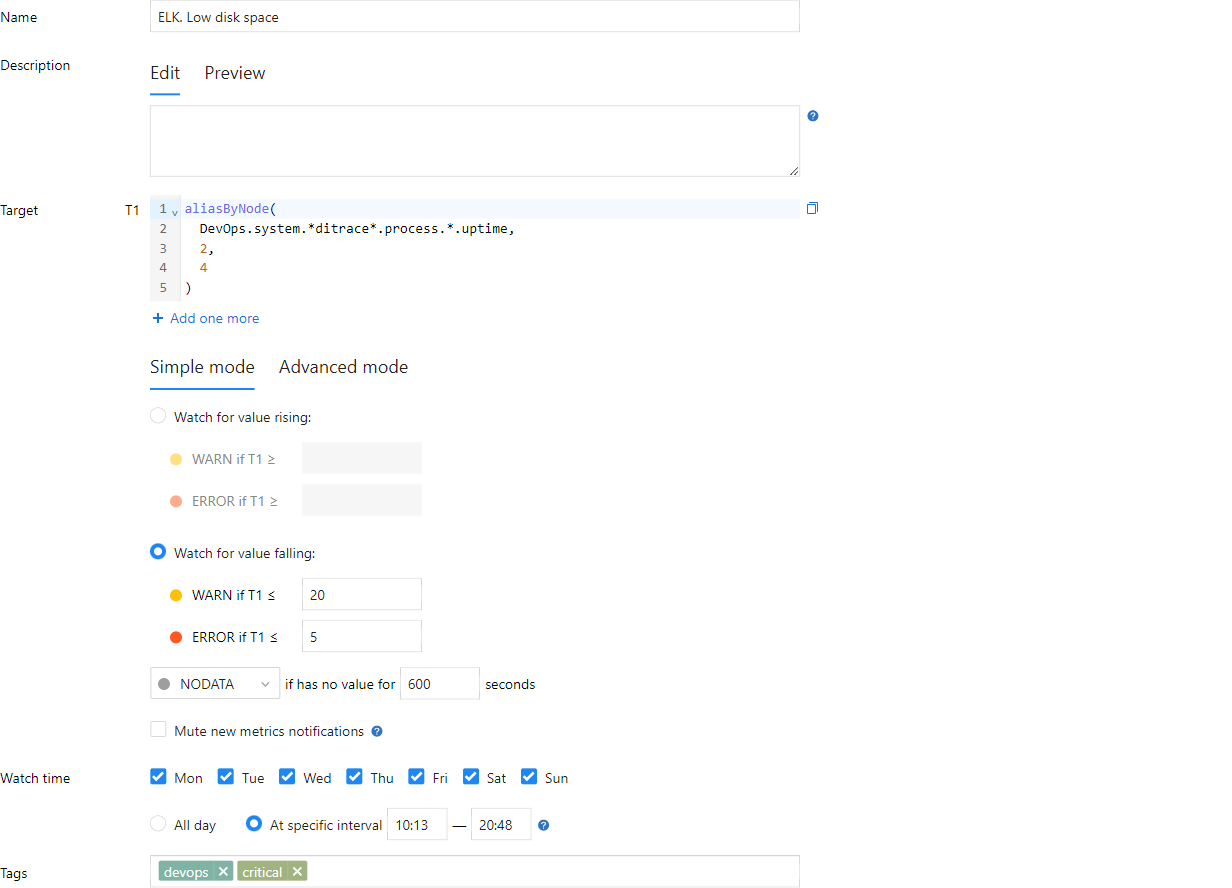 Name ELK. Low disk space
Description Edit Preview
Target T1 1 aliasByNode(
2 DevOps.system.*ditrace*.process.*.uptime,
3 2,
4 4
5 )
+ Add one more
Simple mode Advanced mode
Watch for value rising:
WARN if T1 ≥
ERROR if T1 ≥
Watch for value falling:
WARN if T1 ≤ 20
ERROR if T1 ≤ 5
NODATA if has no value for 600 seconds
Mute new metrics notifications ?
Watch time Mon Tue Wed Thu Fri Sat Sun
All day At specific interval 10:13 — 20:48 ?
Tags devops × critical ×